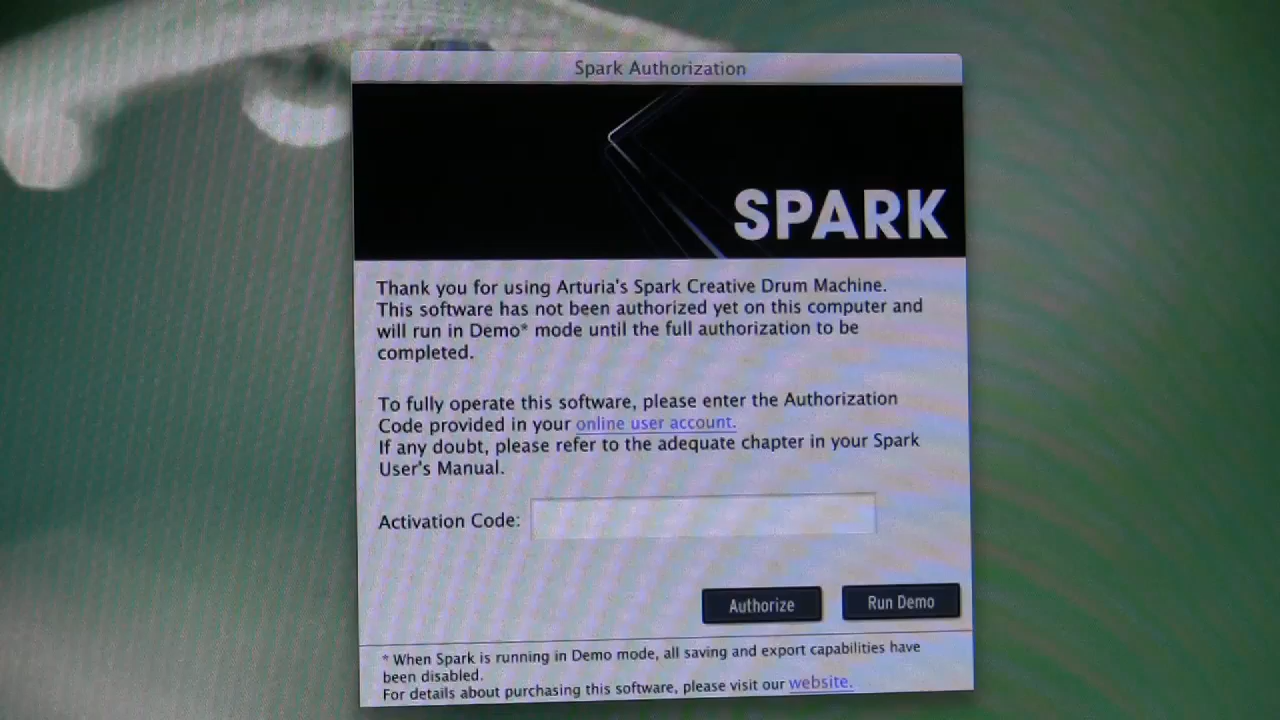 Spark Authorization
SPARK
Thank you for using Arturia's Spark Creative Drum Machine.
This software has not been authorized yet on this computer and
will run in Demo* mode until the full authorization to be
completed.
To fully operate this software, please enter the Authorization
Code provided in your online user account.
If any doubt, please refer to the adequate chapter in your Spark
User's Manual.
Activation Code:
Authorize
Run Demo
* When Spark is running in Demo mode, all saving and export capabilities have
been disabled.
For details about purchasing this software, please visit our website.